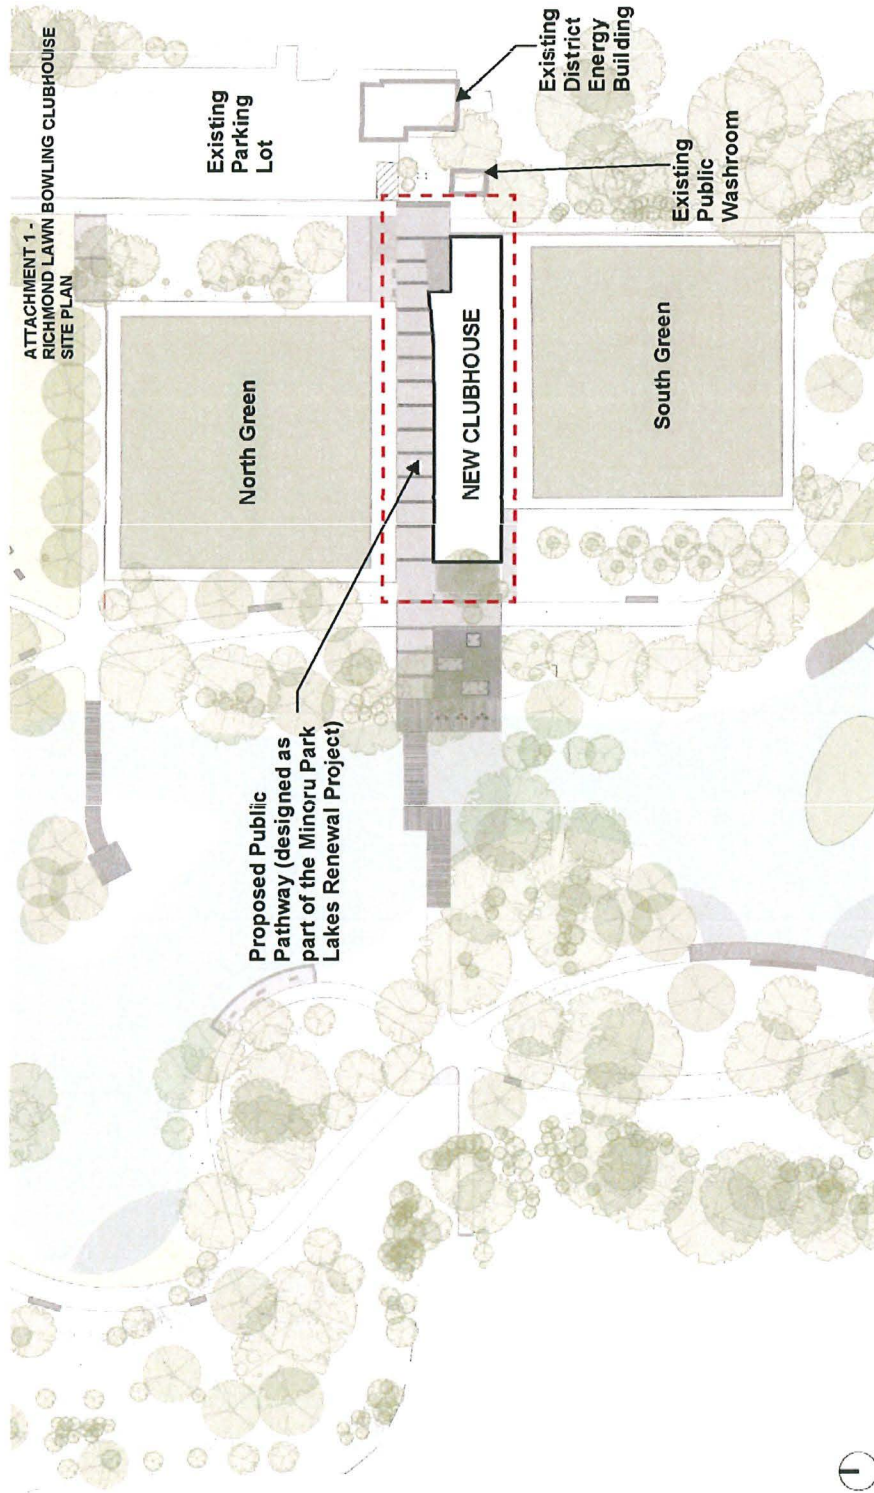 ATTACHMENT 1 -
RICHMOND LAWN BOWLING CLUBHOUSE
SITE PLAN
Existing
Parking
Lot
Existing
District
Energy
Building
Existing
Public
Washroom
North Green
NEW CLUBHOUSE
South Green
Proposed Public
Pathway (designed as
part of the Minoru Park
Lakes Renewal Project)